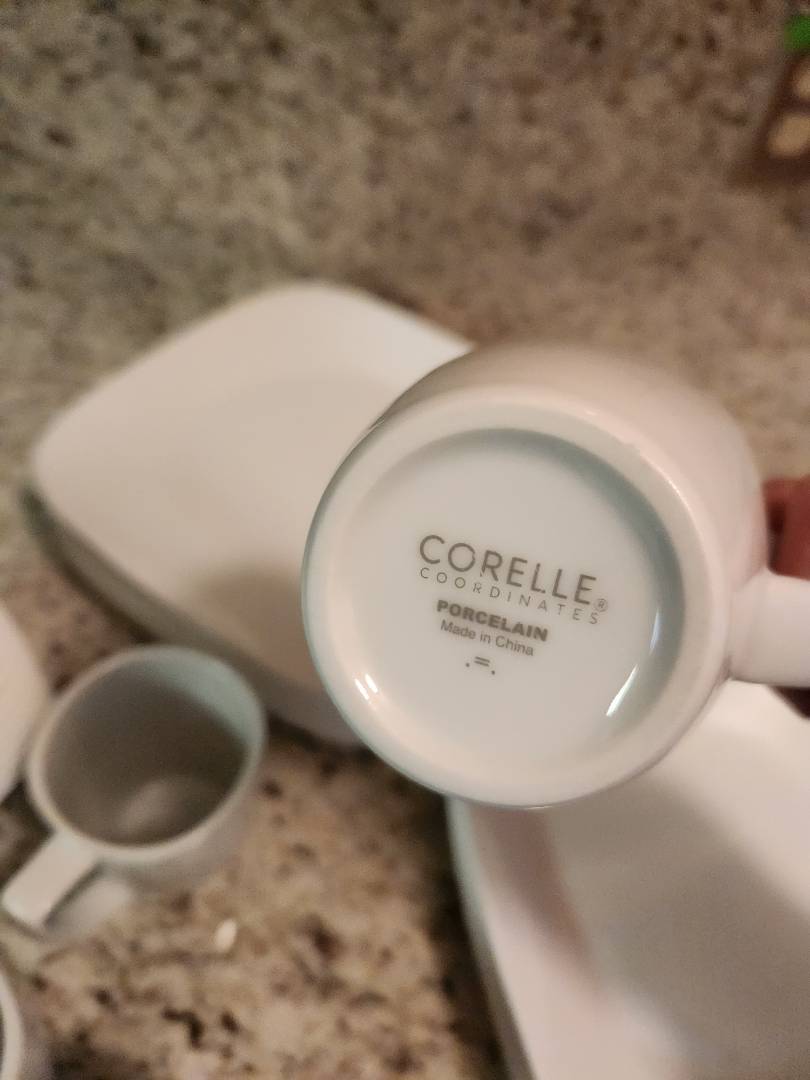 CORELLE®
COORDINATES
PORCELAIN
Made in China
.=.